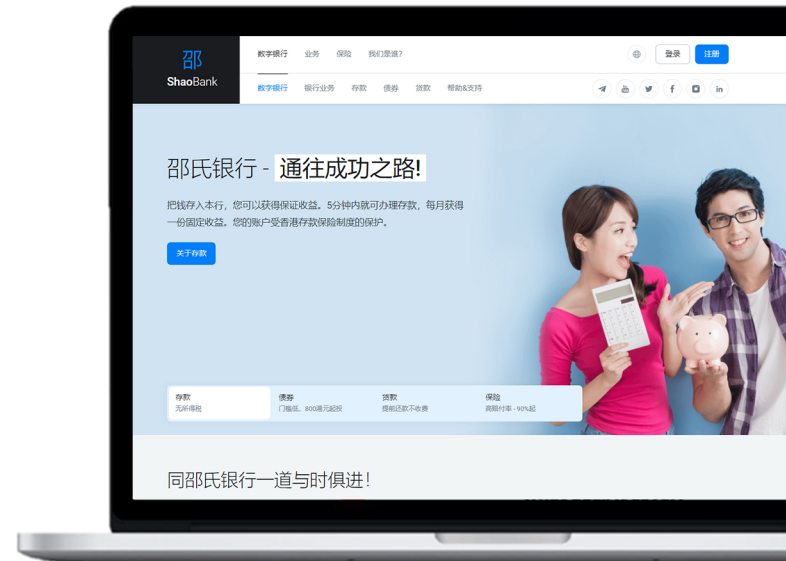 邵
ShaoBank
数字银行 业务 保险 我们是谁?
登录 注册
数字银行 银行业务 存款 债券 贷款 帮助&支持
邵氏银行 - 通往成功之路!
把钱存入本行，您可以获得保证收益。5分钟内就可办理存款，每月获得
一份固定收益。您的账户受香港存款保险制度的保护。
关于存款
存款 债券 贷款 保险
无所得税 门槛低，800港元起投 提前还款不收费 高赔付率 - 90%起
同邵氏银行一道与时俱进！